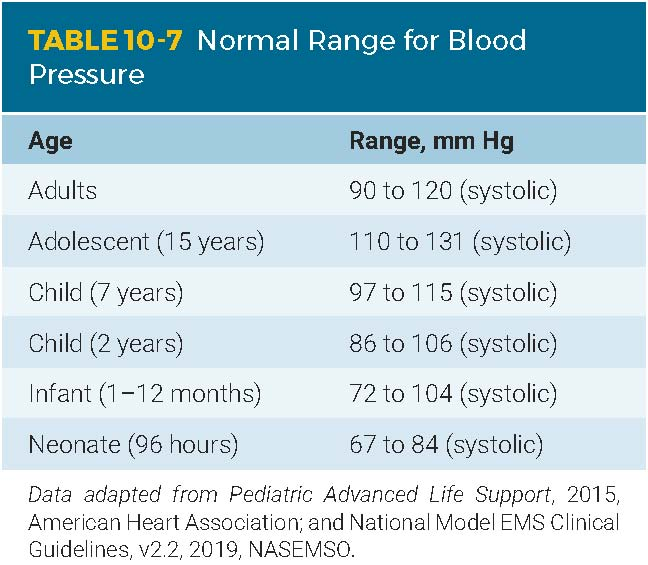 TABLE 10-7 Normal Range for Blood
Pressure
Age Range, mm Hg
Adults 90 to 120 (systolic)
Adolescent (15 years) 110 to 131 (systolic)
Child (7 years) 97 to 115 (systolic)
Child (2 years) 86 to 106 (systolic)
Infant (1–12 months) 72 to 104 (systolic)
Neonate (96 hours) 67 to 84 (systolic)
Data adapted from Pediatric Advanced Life Support, 2015,
American Heart Association; and National Model EMS Clinical
Guidelines, v2.2, 2019, NASEMSO.